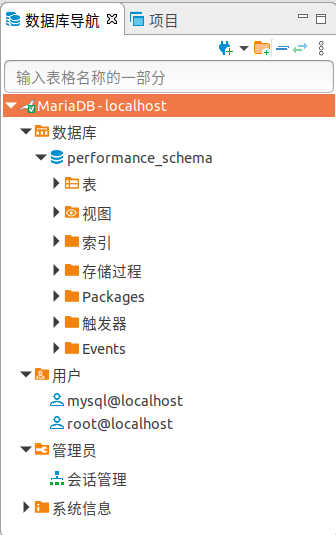 数据库导航 项目
输入表格名称的一部分
MariaDB - localhost
数据库
performance_schema
表
视图
索引
存储过程
Packages
触发器
Events
用户
mysql@localhost
root@localhost
管理员
会话管理
系统信息